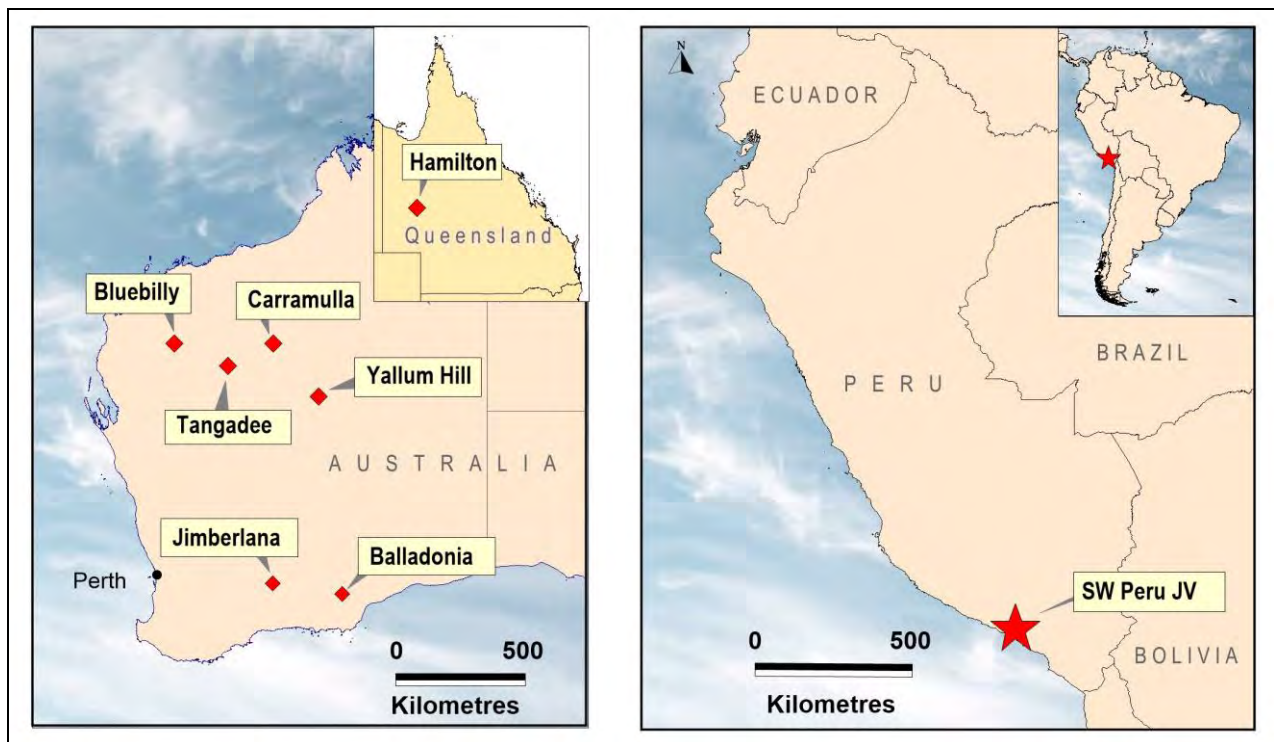 Hamilton
Queensland
Bluebilly
Carramulla
Yallum Hill
Tangadee
AUSTRALIA
Jimberlana
Balladonia
Perth
0 500
Kilometres
N
ECUADOR
BRAZIL
PERU
SW Peru JV
0 500
Kilometres
BOLIVIA